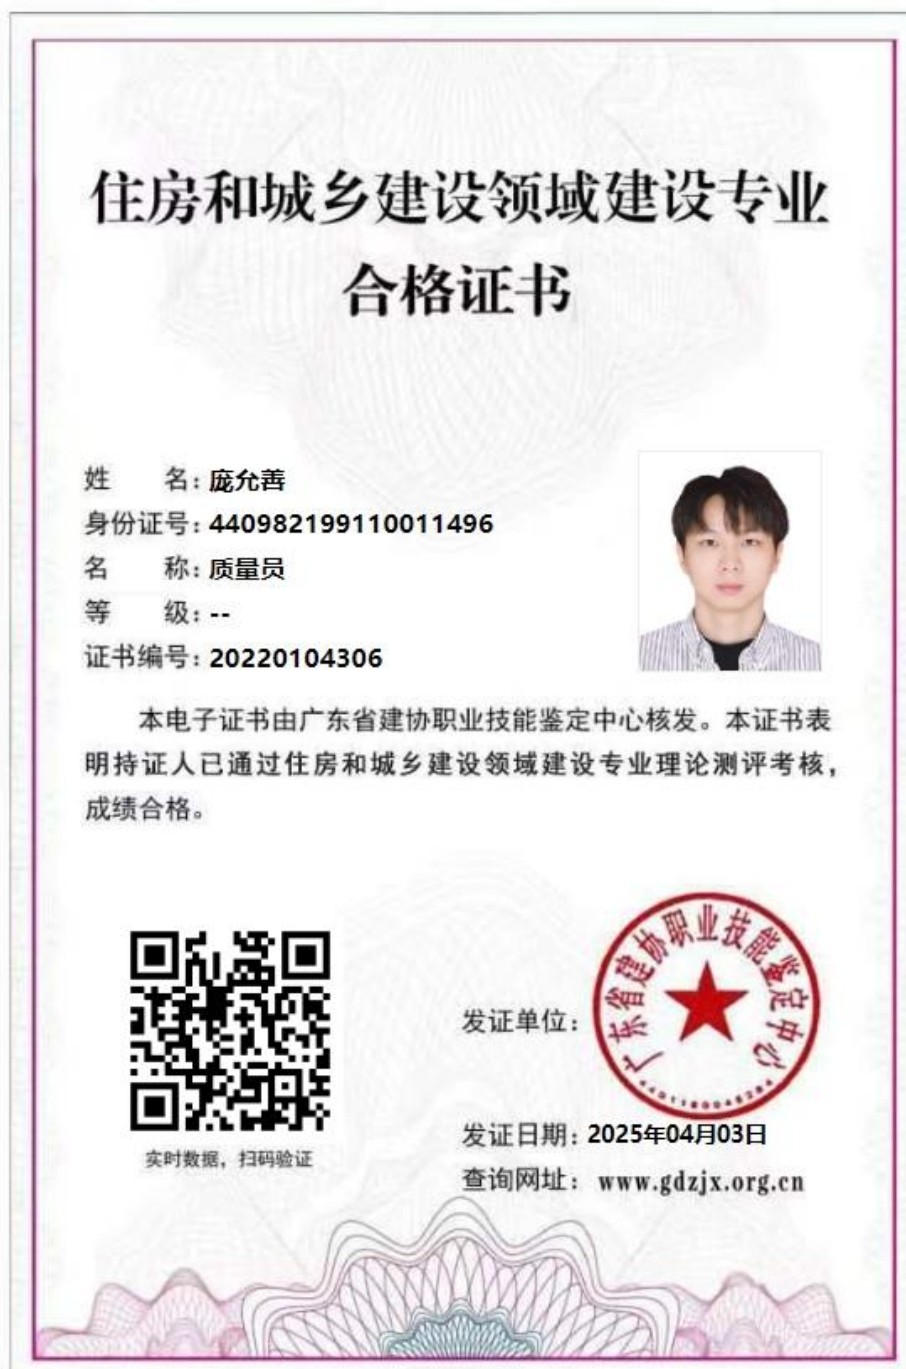 住房和城乡建设领域建设专业
合格证书
姓 名：庞允善
身份证号：440982199110011496
名 称：质量员
等 级：--
证书编号：20220104306
本电子证书由广东省建协职业技能鉴定中心核发。本证书表
明持证人已通过住房和城乡建设领域建设专业理论测评考核，
成绩合格。
广东省建协职业技能鉴定中心
发证单位：
发证日期：2025年04月03日
实时数据，扫码验证
查询网址：www.gdzjx.org.cn